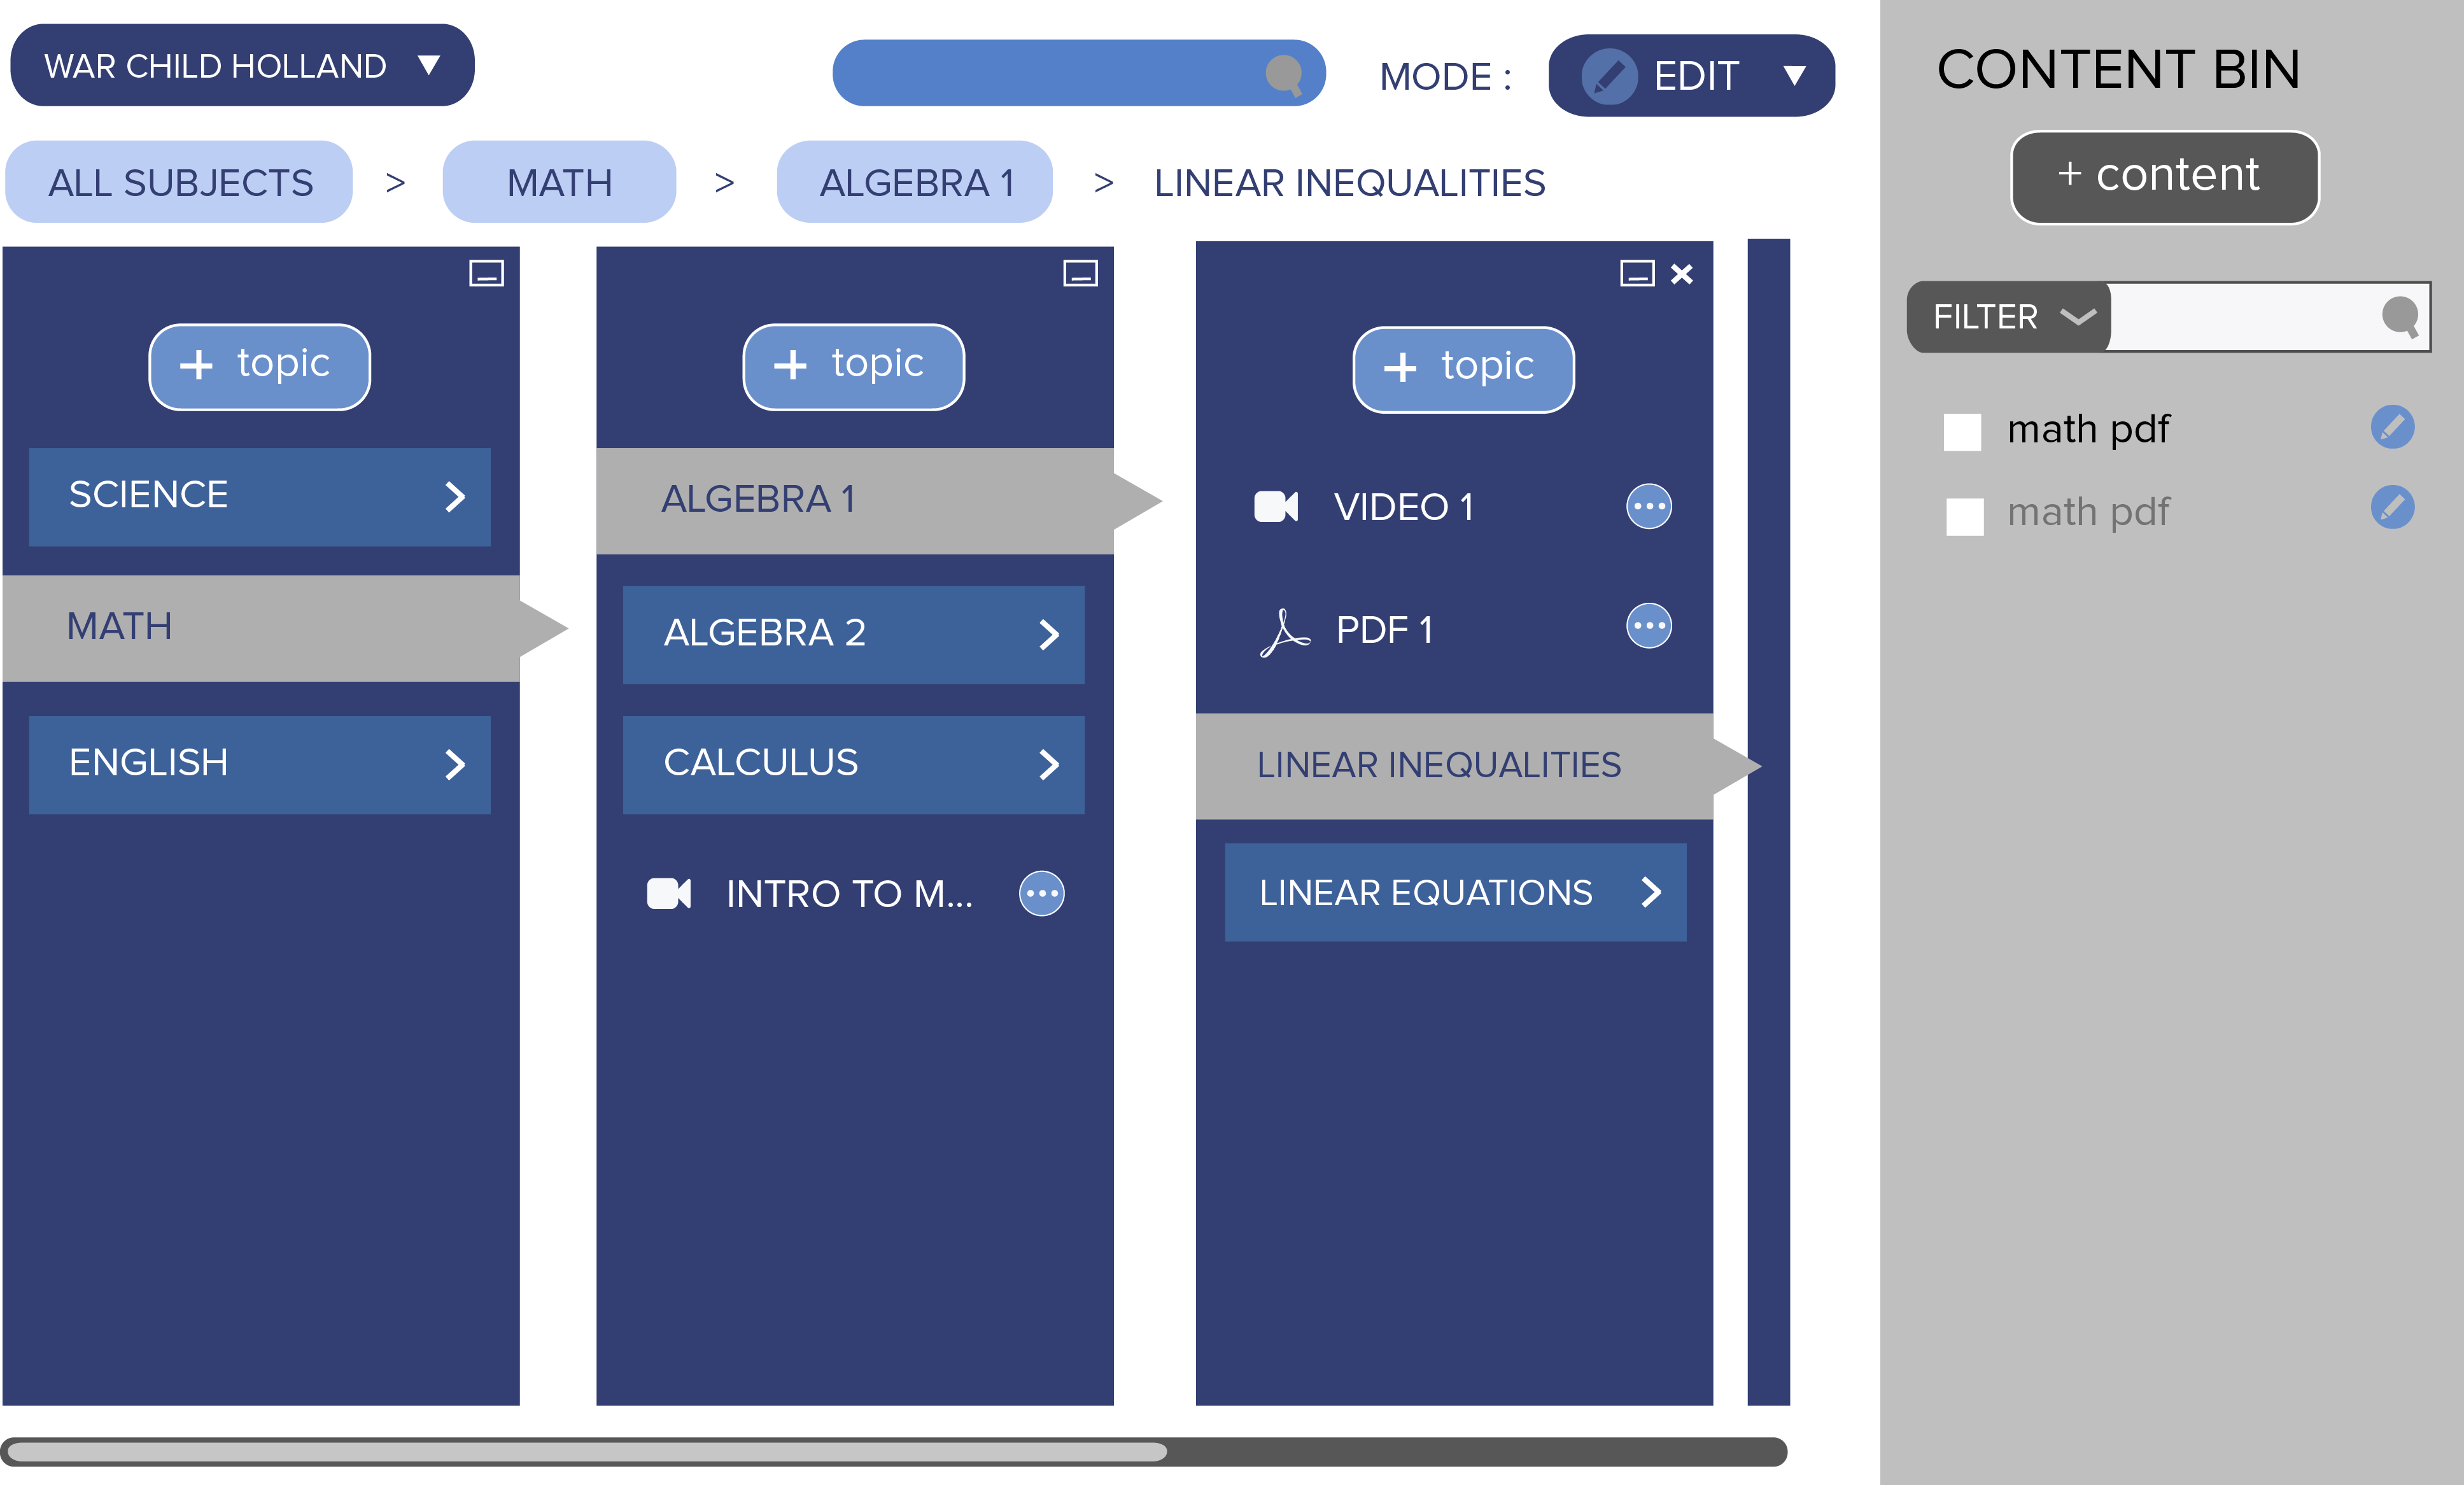 WAR CHILD HOLLAND
MODE :
EDIT
ALL SUBJECTS > MATH > ALGEBRA 1 > LINEAR INEQUALITIES
+ topic
SCIENCE
MATH
ENGLISH
+ topic
ALGEBRA 1
ALGEBRA 2
CALCULUS
INTRO TO M...
+ topic
VIDEO 1
PDF 1
LINEAR INEQUALITIES
LINEAR EQUATIONS
CONTENT BIN
+ content
FILTER
math pdf
math pdf